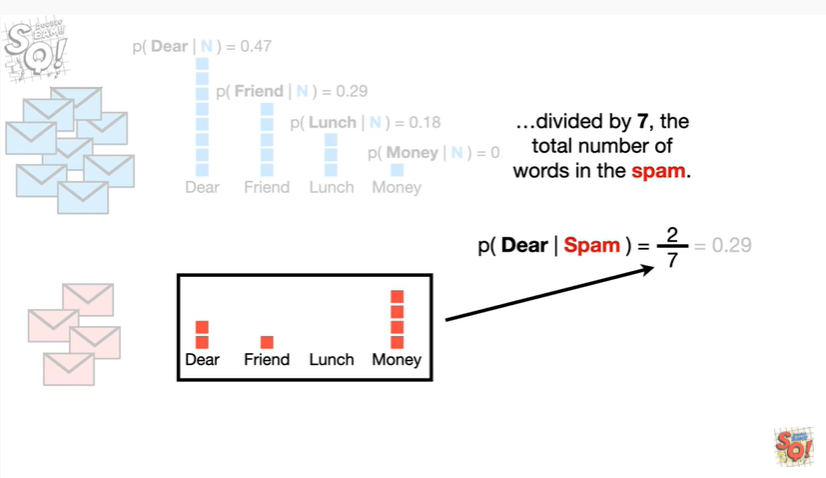 p( Dear | N ) = 0.47
p( Friend | N ) = 0.29
p( Lunch | N ) = 0.18
p( Money | N ) = 0
Dear Friend Lunch Money
…divided by 7, the
total number of
words in the spam.
p( Dear | Spam ) = 2/7 = 0.29
Dear Friend Lunch Money